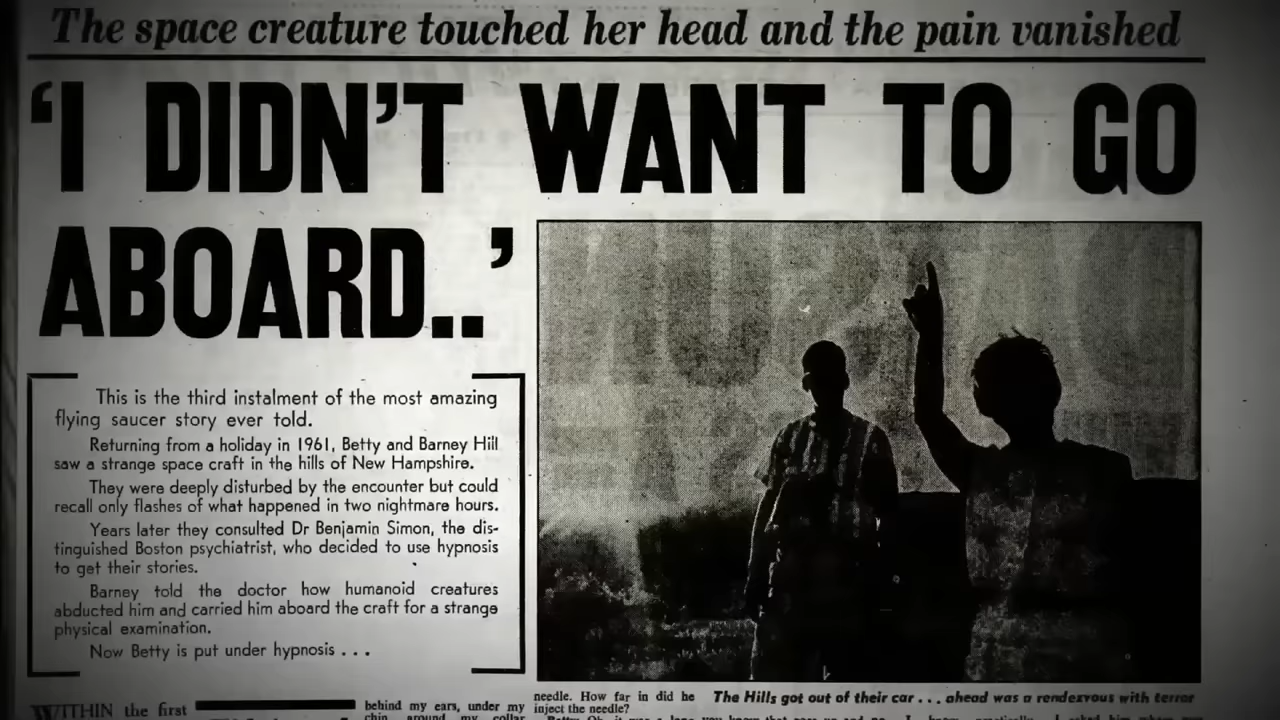 The space creature touched her head and the pain vanished
‘I DIDN’T WANT TO GO
ABOARD..’
This is the third instalment of the most amazing
flying saucer story ever told.
Returning from a holiday in 1961, Betty and Barney Hill
saw a strange space craft in the hills of New Hampshire.
They were deeply disturbed by the encounter but could
recall only flashes of what happened in two nightmare hours.
Years later they consulted Dr Benjamin Simon, the dis-
tinguished Boston psychiatrist, who decided to use hypnosis
to get their stories.
Barney told the doctor how humanoid creatures
abducted him and carried him aboard the craft for a strange
physical examination.
Now Betty is put under hypnosis . . .
The Hills got out of their car . . . ahead was a rendezvous with terror
WITHIN the first
behind my ears, under my
chin, around my collar
needle. How far in did he
inject the needle?